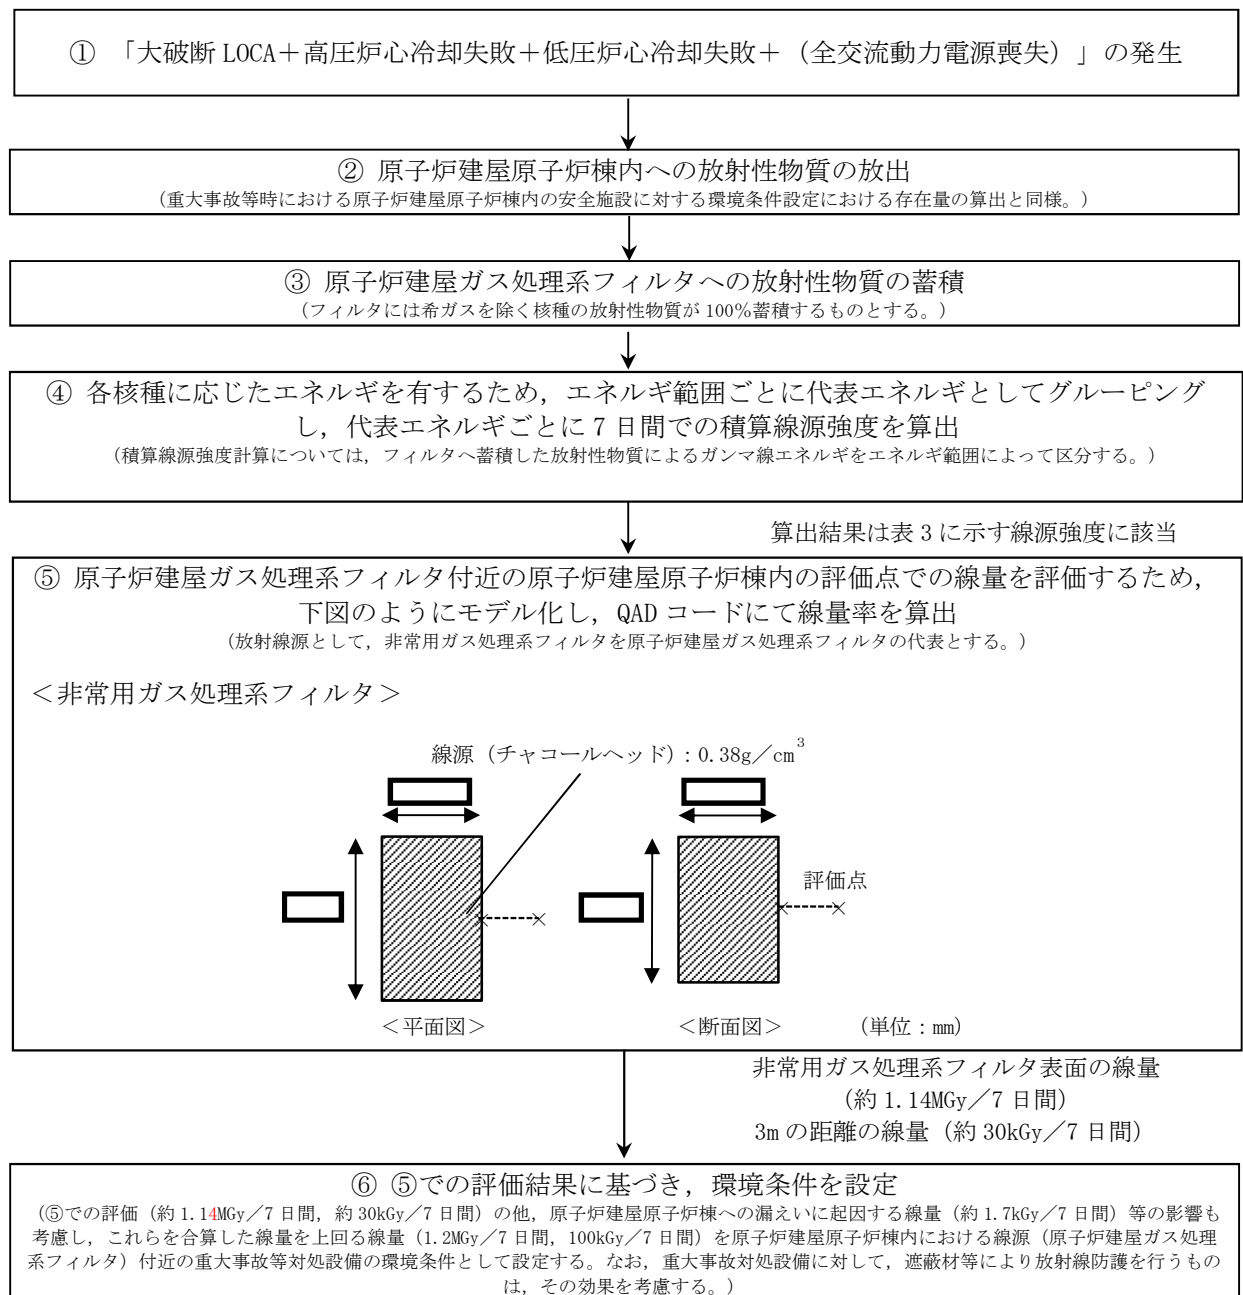 ① 「大破断 LOCA＋高圧炉心冷却失敗＋低圧炉心冷却失敗＋（全交流動力電源喪失）」の発生
② 原子炉建屋原子炉棟内への放射性物質の放出
（重大事故等時における原子炉建屋原子炉棟内の安全施設に対する環境条件設定における存在量の算出と同様。）
③ 原子炉建屋ガス処理系フィルタへの放射性物質の蓄積
（フィルタには希ガスを除く核種の放射性物質が 100％蓄積するものとする。）
④ 各核種に応じたエネルギを有するため，エネルギ範囲ごとに代表エネルギとしてグルーピング
し，代表エネルギごとに 7 日間での積算線源強度を算出
（積算線源強度計算については，フィルタへ蓄積した放射性物質によるガンマ線エネルギをエネルギ範囲によって区分する。）
算出結果は表 3 に示す線源強度に該当
⑤ 原子炉建屋ガス処理系フィルタ付近の原子炉建屋原子炉棟内の評価点での線量を評価するため，
下図のようにモデル化し，QAD コードにて線量率を算出
（放射線源として，非常用ガス処理系フィルタを原子炉建屋ガス処理系フィルタの代表とする。）
＜非常用ガス処理系フィルタ＞
線源（チャコールヘッド）：0.38g／cm³
評価点
＜平面図＞ ＜断面図＞ （単位：mm）
非常用ガス処理系フィルタ表面の線量
（約 1.14MGy／7 日間）
3m の距離の線量（約 30kGy／7 日間）
⑥ ⑤での評価結果に基づき，環境条件を設定
（⑤での評価（約 1.14MGy／7 日間，約 30kGy／7 日間）の他，原子炉建屋原子炉棟への漏えいに起因する線量（約 1.7kGy／7 日間）等の影響も
考慮し，これらを合算した線量を上回る線量（1.2MGy／7 日間，100kGy／7 日間）を原子炉建屋原子炉棟内における線源（原子炉建屋ガス処理
系フィルタ）付近の重大事故等対処設備の環境条件として設定する。なお，重大事故対処設備に対して，遮蔽材等により放射線防護を行うもの
は，その効果を考慮する。）